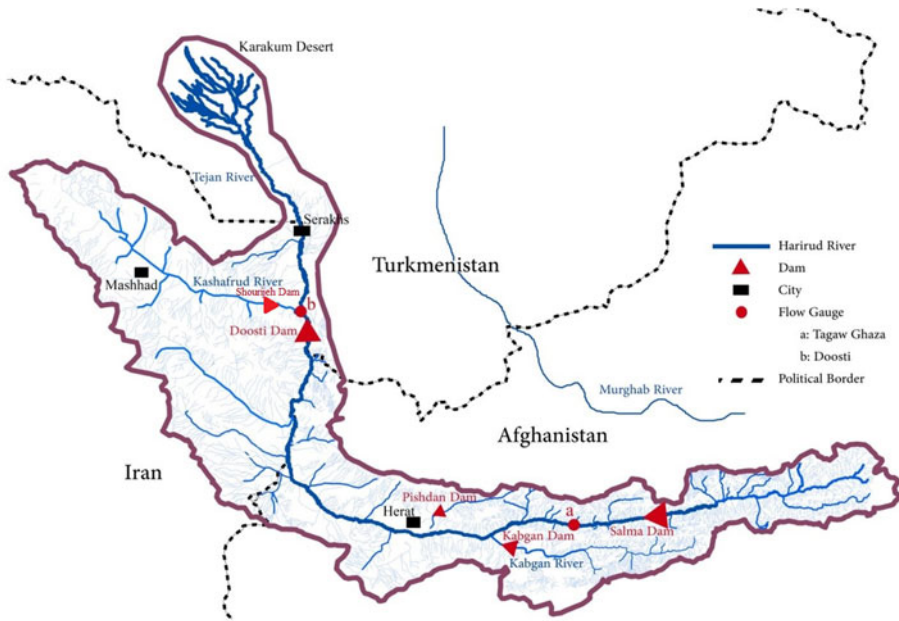 Karakum Desert
Tejan River
Serakhs
Turkmenistan
Mashhad
Kashafrud River
Shourijeh Dam
b
Doosti Dam
Harirud River
Dam
City
Flow Gauge
a: Tagaw Ghaza
b: Doosti
Political Border
Murghab River
Afghanistan
Iran
Pishdan Dam
Herat
a
Kabgan Dam
Salma Dam
Kabgan River